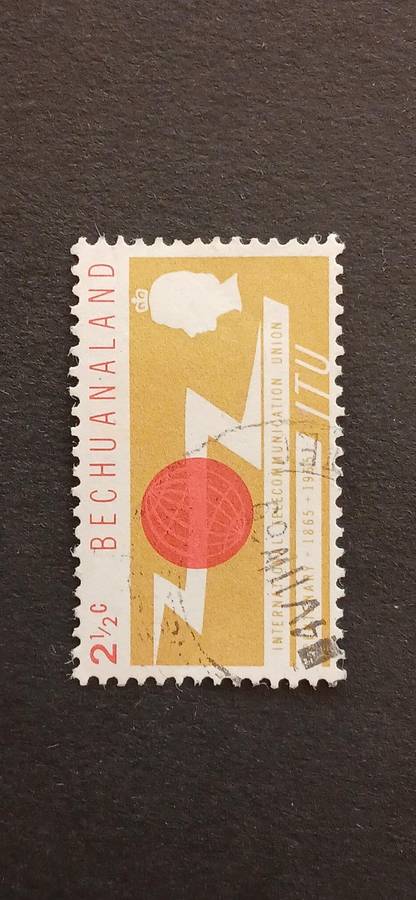 2½c BECHUANALAND
INTERNATIONAL TELECOMMUNICATION UNION
1865 • 1965
ITU